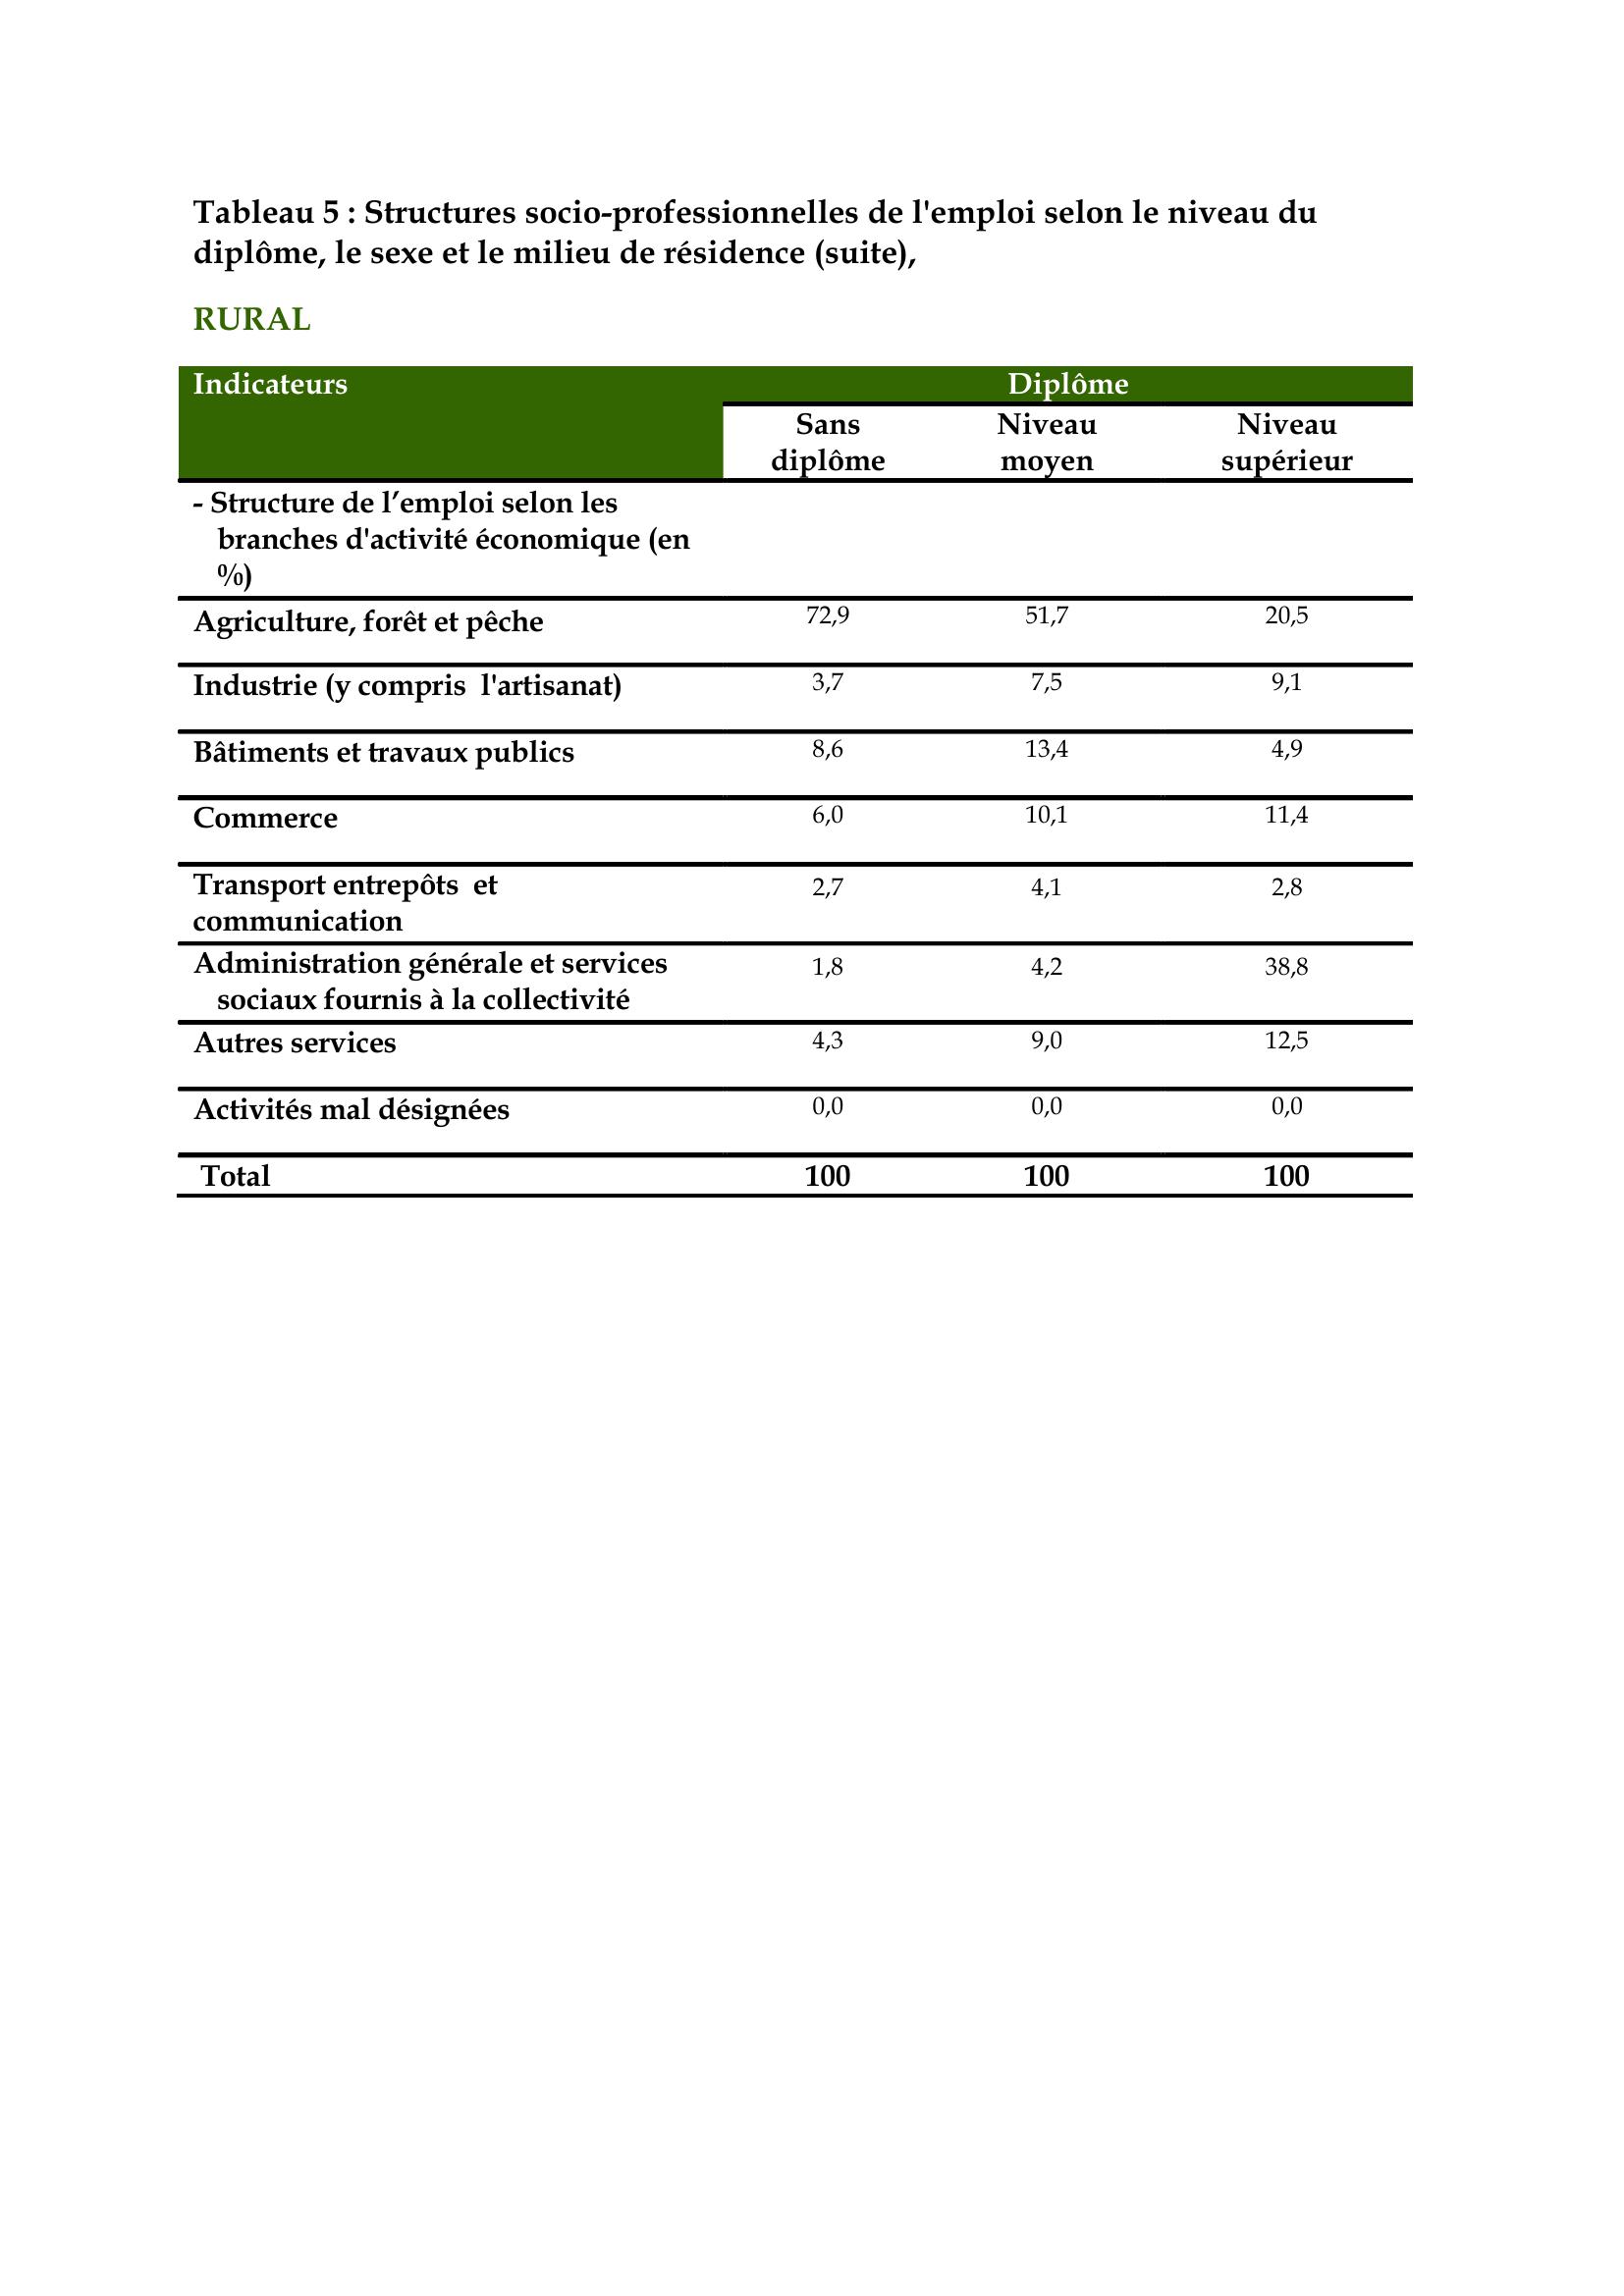 Tableau 5 : Structures socio-professionnelles de l'emploi selon le niveau du
diplôme, le sexe et le milieu de résidence (suite),
RURAL
Indicateurs Diplôme
Sans diplôme Niveau moyen Niveau supérieur
- Structure de l’emploi selon les
branches d'activité économique (en
%)
Agriculture, forêt et pêche 72,9 51,7 20,5
Industrie (y compris l'artisanat) 3,7 7,5 9,1
Bâtiments et travaux publics 8,6 13,4 4,9
Commerce 6,0 10,1 11,4
Transport entrepôts et
communication 2,7 4,1 2,8
Administration générale et services
sociaux fournis à la collectivité 1,8 4,2 38,8
Autres services 4,3 9,0 12,5
Activités mal désignées 0,0 0,0 0,0
Total 100 100 100